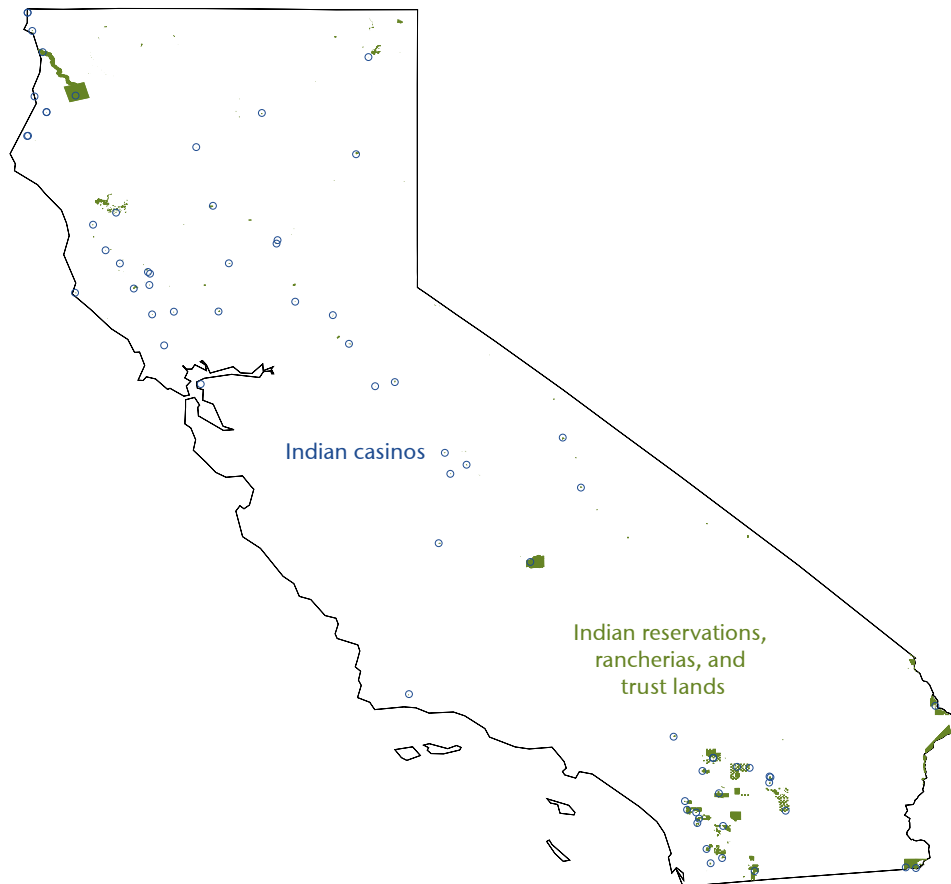 Indian casinos
Indian reservations,
rancherias, and
trust lands